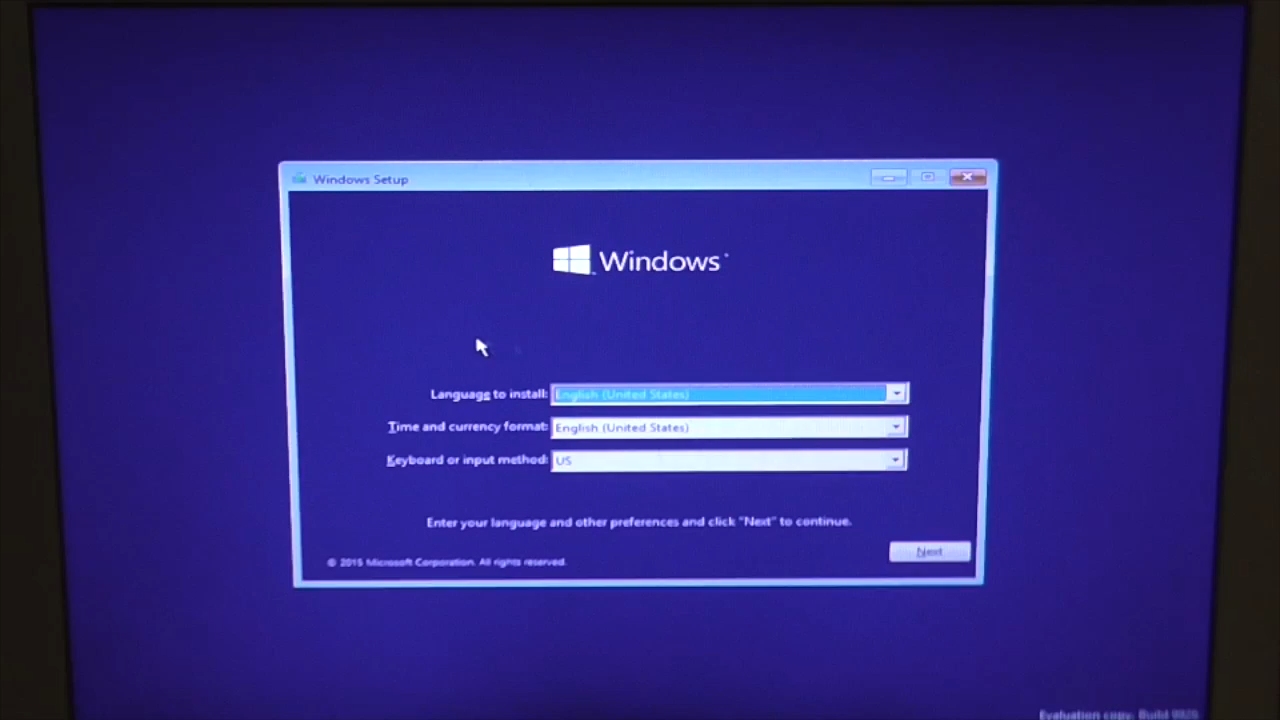 Windows Setup
Windows
Language to install: English (United States)
Time and currency format: English (United States)
Keyboard or input method: US
Enter your language and other preferences and click "Next" to continue.
Next
© 2015 Microsoft Corporation. All rights reserved.
Evaluation copy. Build